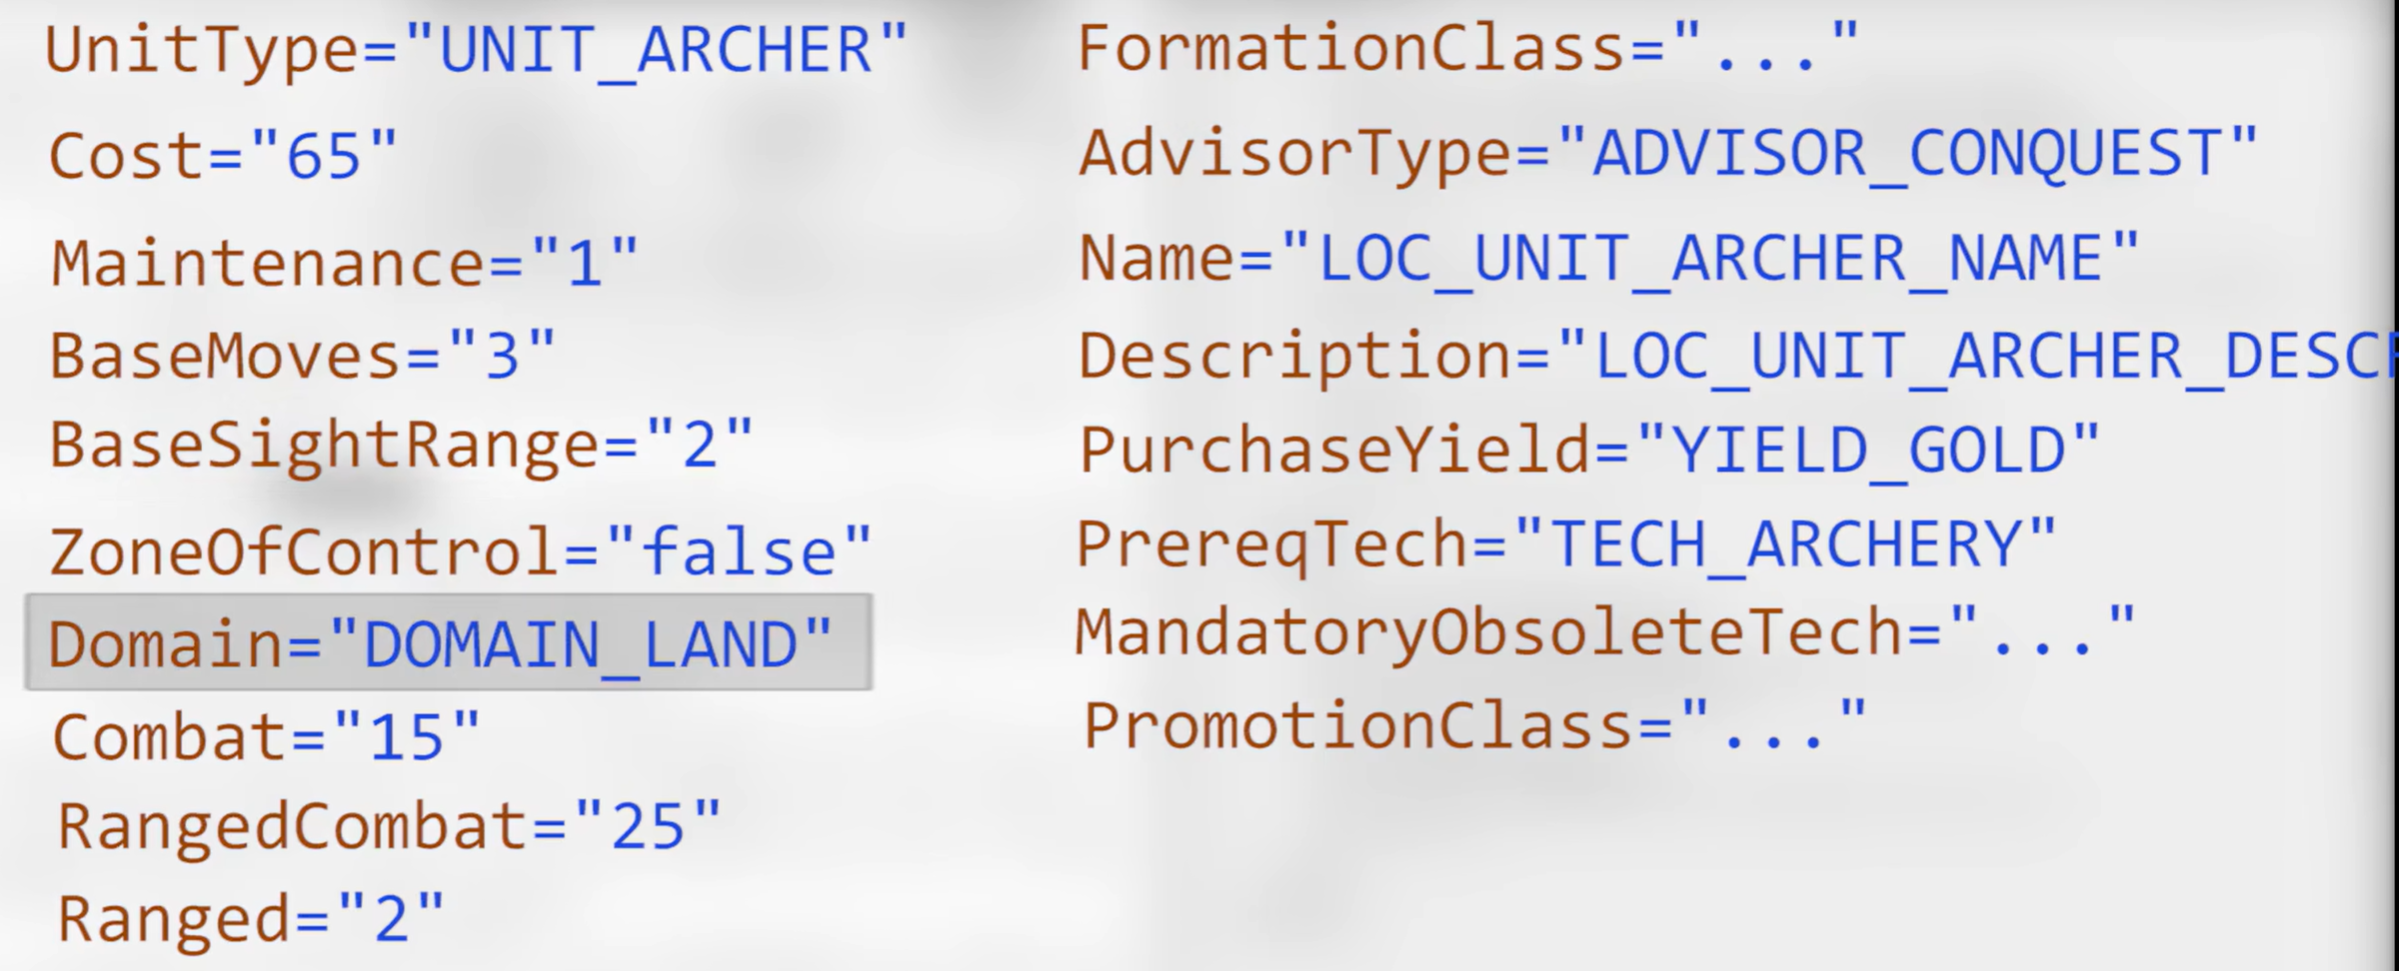 UnitType="UNIT_ARCHER"
Cost="65"
Maintenance="1"
BaseMoves="3"
BaseSightRange="2"
ZoneOfControl="false"
Domain="DOMAIN_LAND"
Combat="15"
RangedCombat="25"
Ranged="2"
FormationClass="..."
AdvisorType="ADVISOR_CONQUEST"
Name="LOC_UNIT_ARCHER_NAME"
Description="LOC_UNIT_ARCHER_DESC
PurchaseYield="YIELD_GOLD"
PrereqTech="TECH_ARCHERY"
MandatoryObsoleteTech="..."
PromotionClass="..."